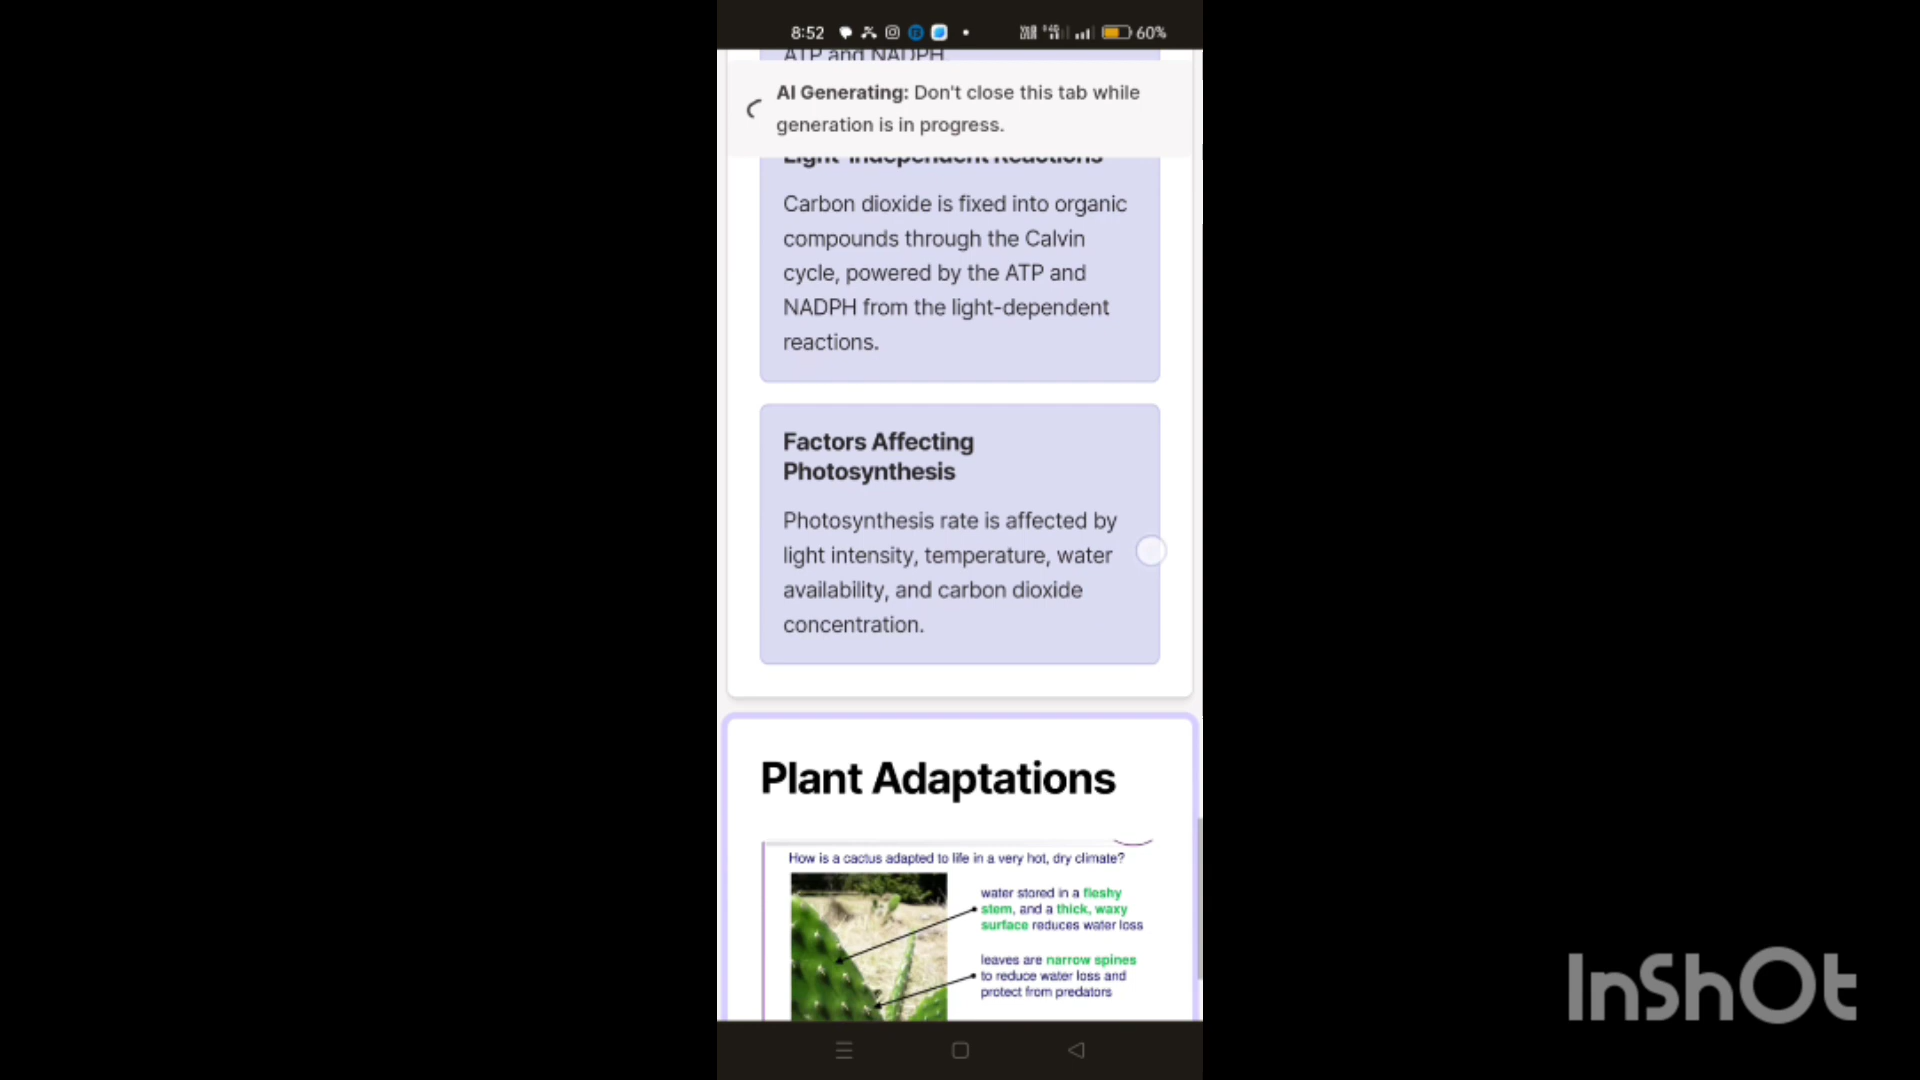 8:52
60%
ATP and NADPH.
AI Generating: Don't close this tab while
generation is in progress.
Light-Independent Reactions
Carbon dioxide is fixed into organic
compounds through the Calvin
cycle, powered by the ATP and
NADPH from the light-dependent
reactions.
Factors Affecting
Photosynthesis
Photosynthesis rate is affected by
light intensity, temperature, water
availability, and carbon dioxide
concentration.
Plant Adaptations
How is a cactus adapted to life in a very hot, dry climate?
water stored in a fleshy
stem, and a thick, waxy
surface reduces water loss
leaves are narrow spines
to reduce water loss and
protect from predators
InShOt